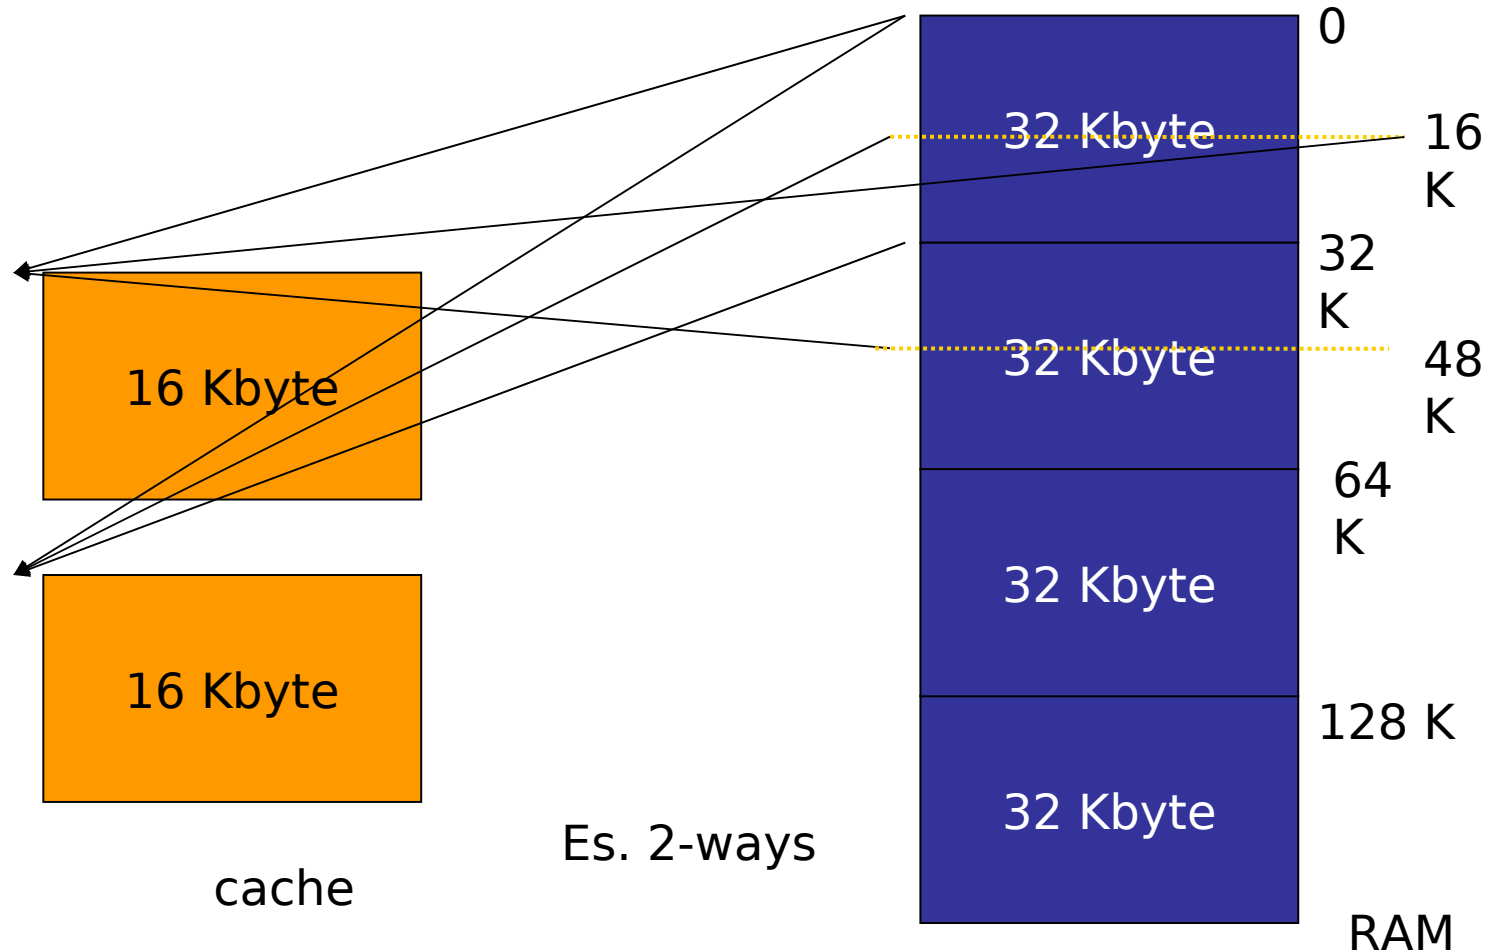 0
32 Kbyte
16
K
32
K
32 Kbyte
48
K
16 Kbyte
64
K
32 Kbyte
16 Kbyte
128 K
32 Kbyte
Es. 2-ways
cache
RAM